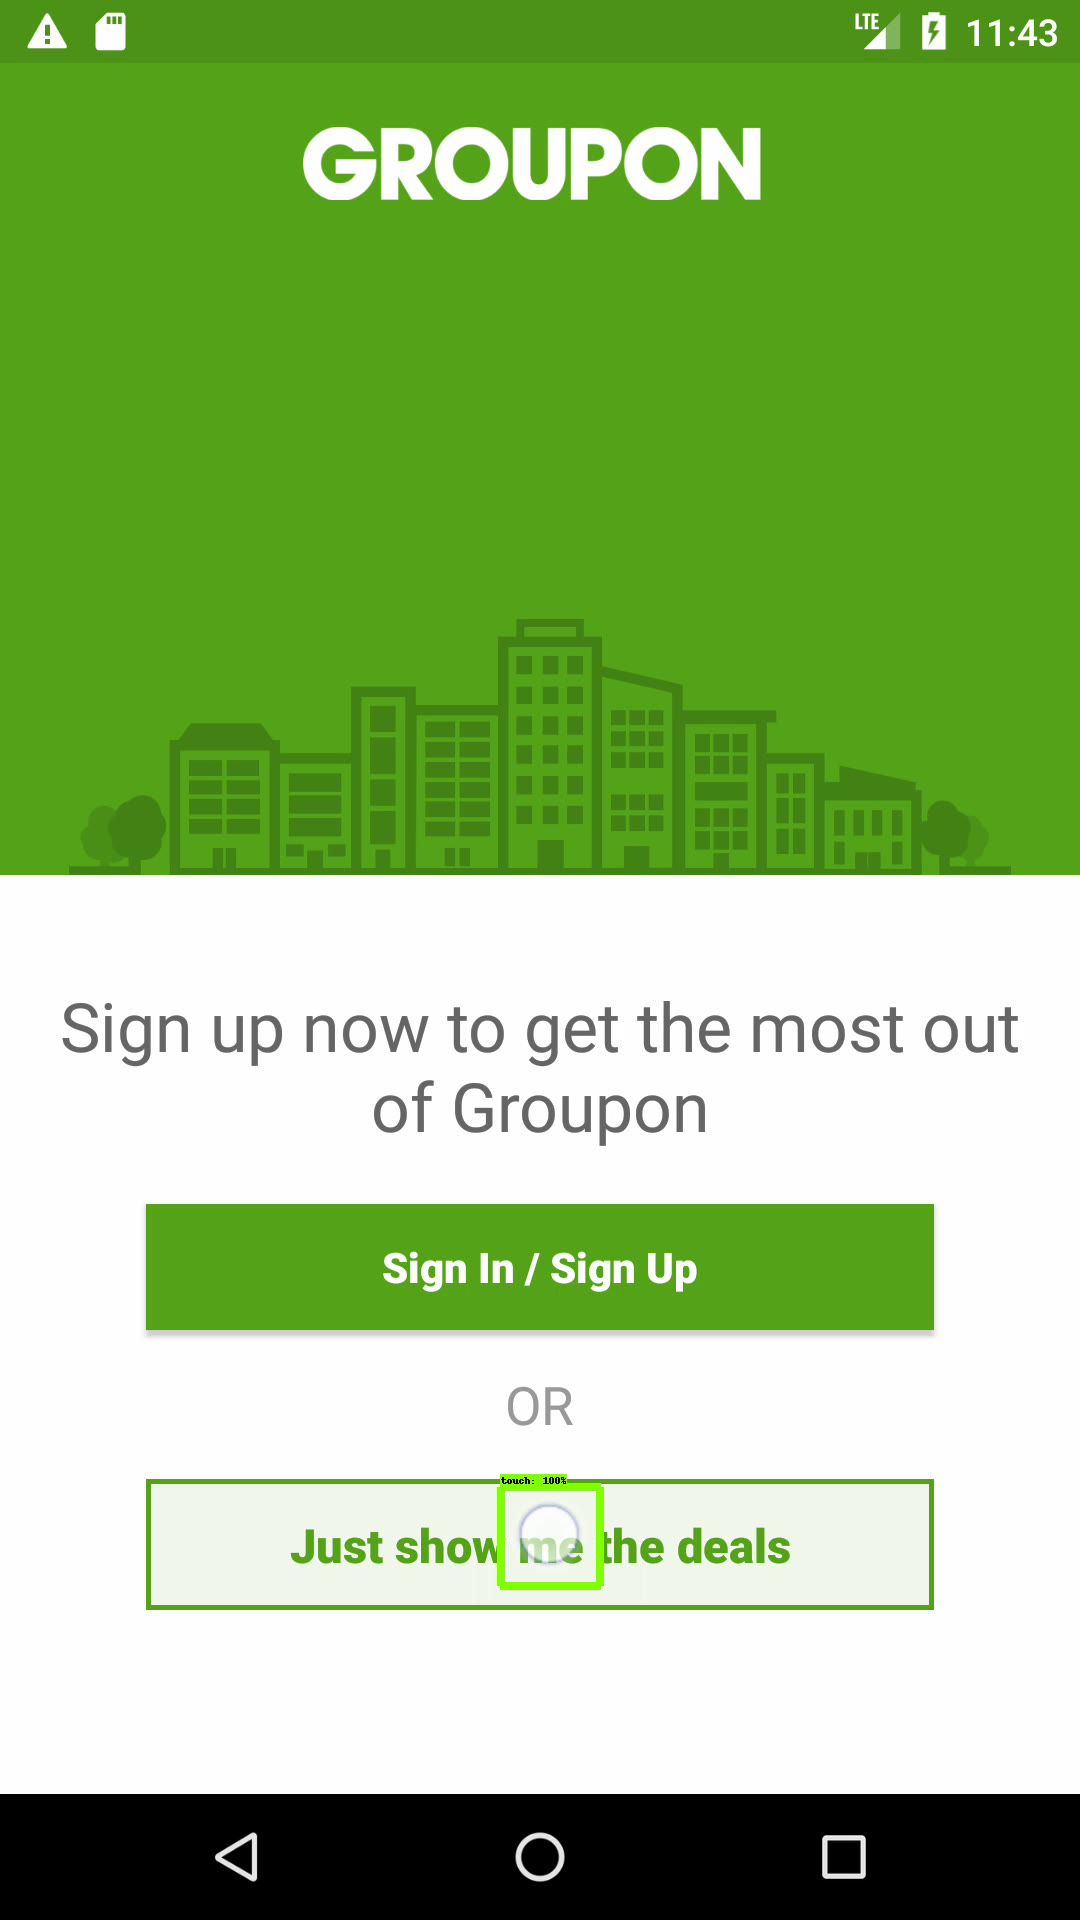 LTE 11:43
GROUPON
Sign up now to get the most out
of Groupon
Sign In / Sign Up
OR
touch: 100%
Just show me the deals